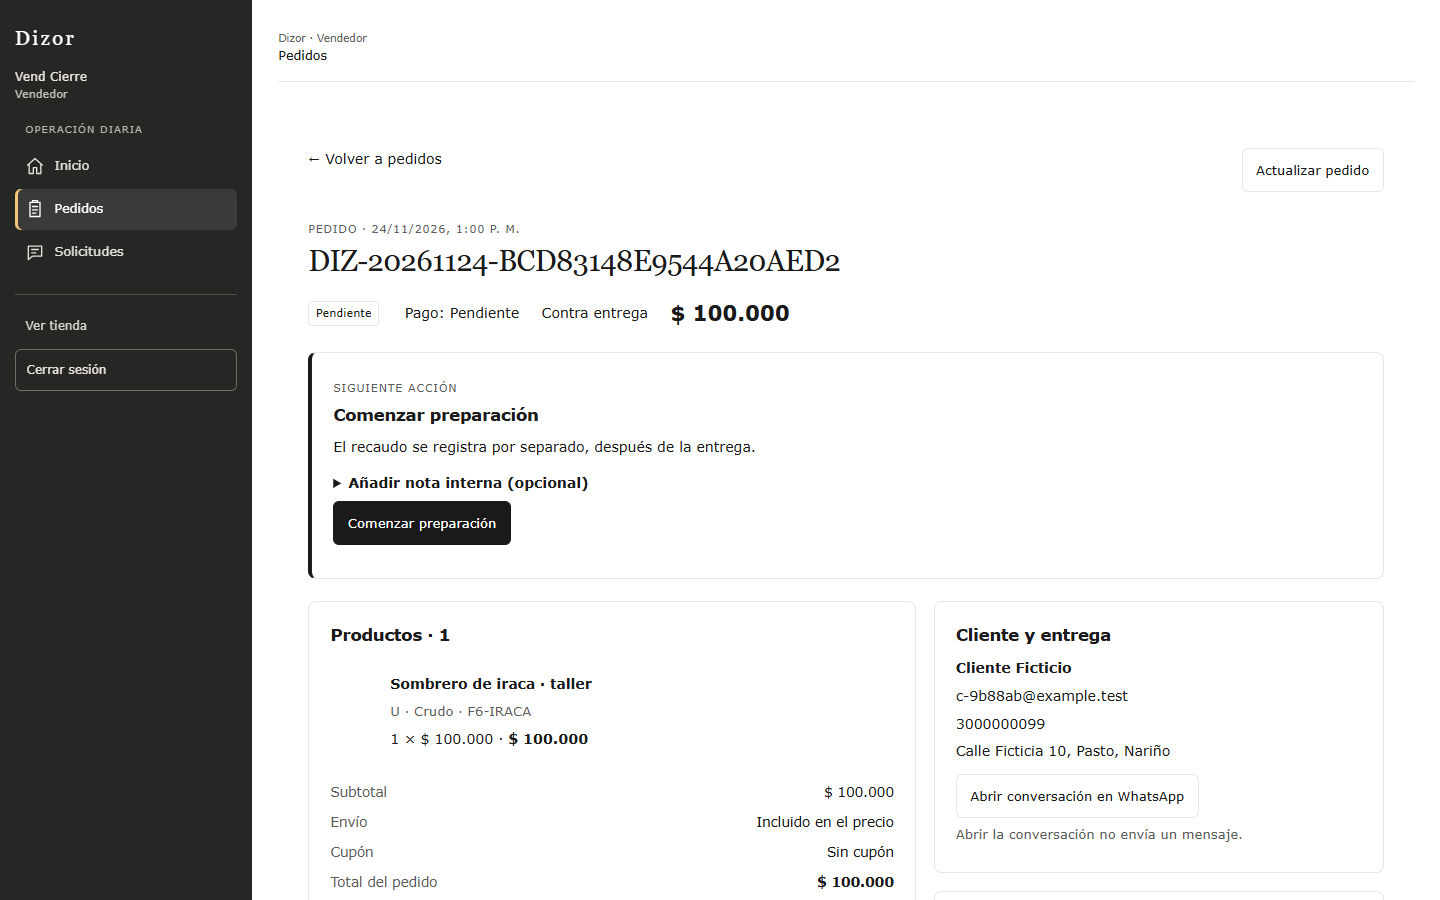 Dizor
Vend Cierre
Vendedor
OPERACIÓN DIARIA
Inicio
Pedidos
Solicitudes
Ver tienda
Cerrar sesión
Dizor · Vendedor
Pedidos
← Volver a pedidos
Actualizar pedido
PEDIDO · 24/11/2026, 1:00 P. M.
DIZ-20261124-BCD83148E9544A20AED2
Pendiente
Pago: Pendiente
Contra entrega
$ 100.000
SIGUIENTE ACCIÓN
Comenzar preparación
El recaudo se registra por separado, después de la entrega.
▶ Añadir nota interna (opcional)
Comenzar preparación
Productos · 1
Sombrero de iraca · taller
U · Crudo · F6-IRACA
1 × $ 100.000 · $ 100.000
Subtotal $ 100.000
Envío Incluido en el precio
Cupón Sin cupón
Total del pedido $ 100.000
Cliente y entrega
Cliente Ficticio
c-9b88ab@example.test
3000000099
Calle Ficticia 10, Pasto, Nariño
Abrir conversación en WhatsApp
Abrir la conversación no envía un mensaje.